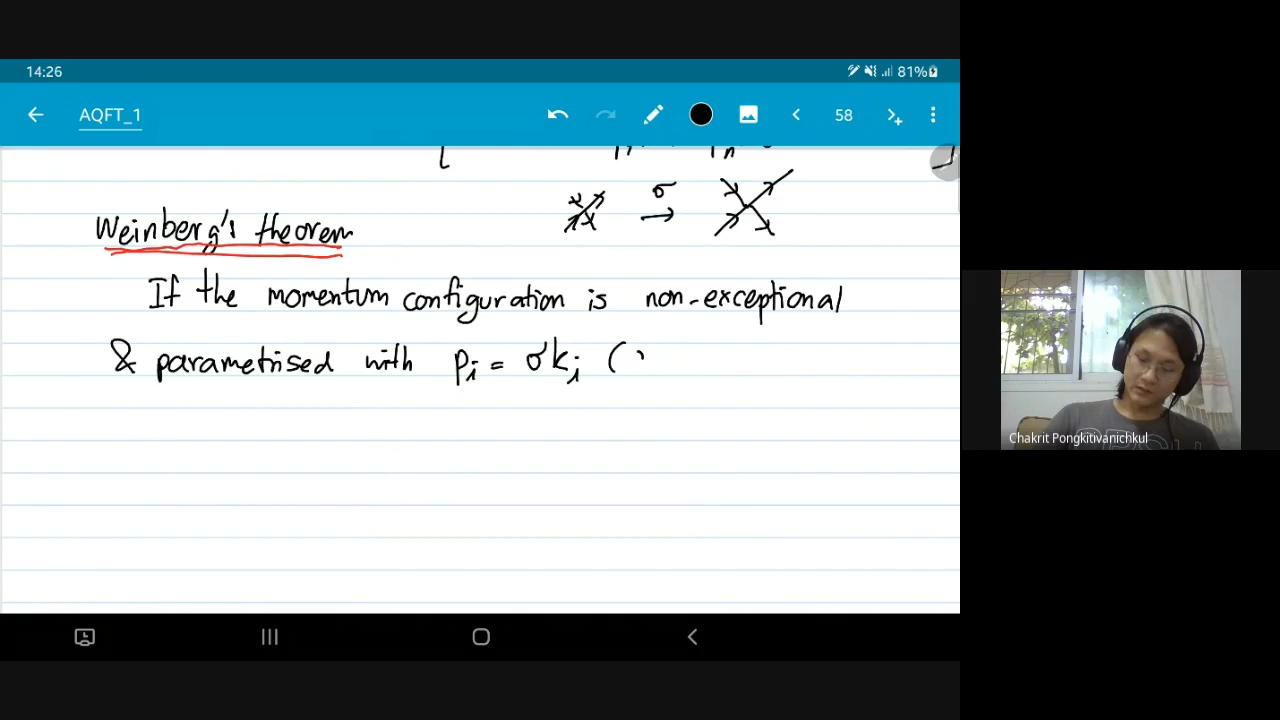 14:26
81%
AQFT_1
58
σ
→
Weinberg's theorem
If the momentum configuration is non-exceptional
& parametrised with pᵢ = σkᵢ (
Chakrit Pongkitivanichkul